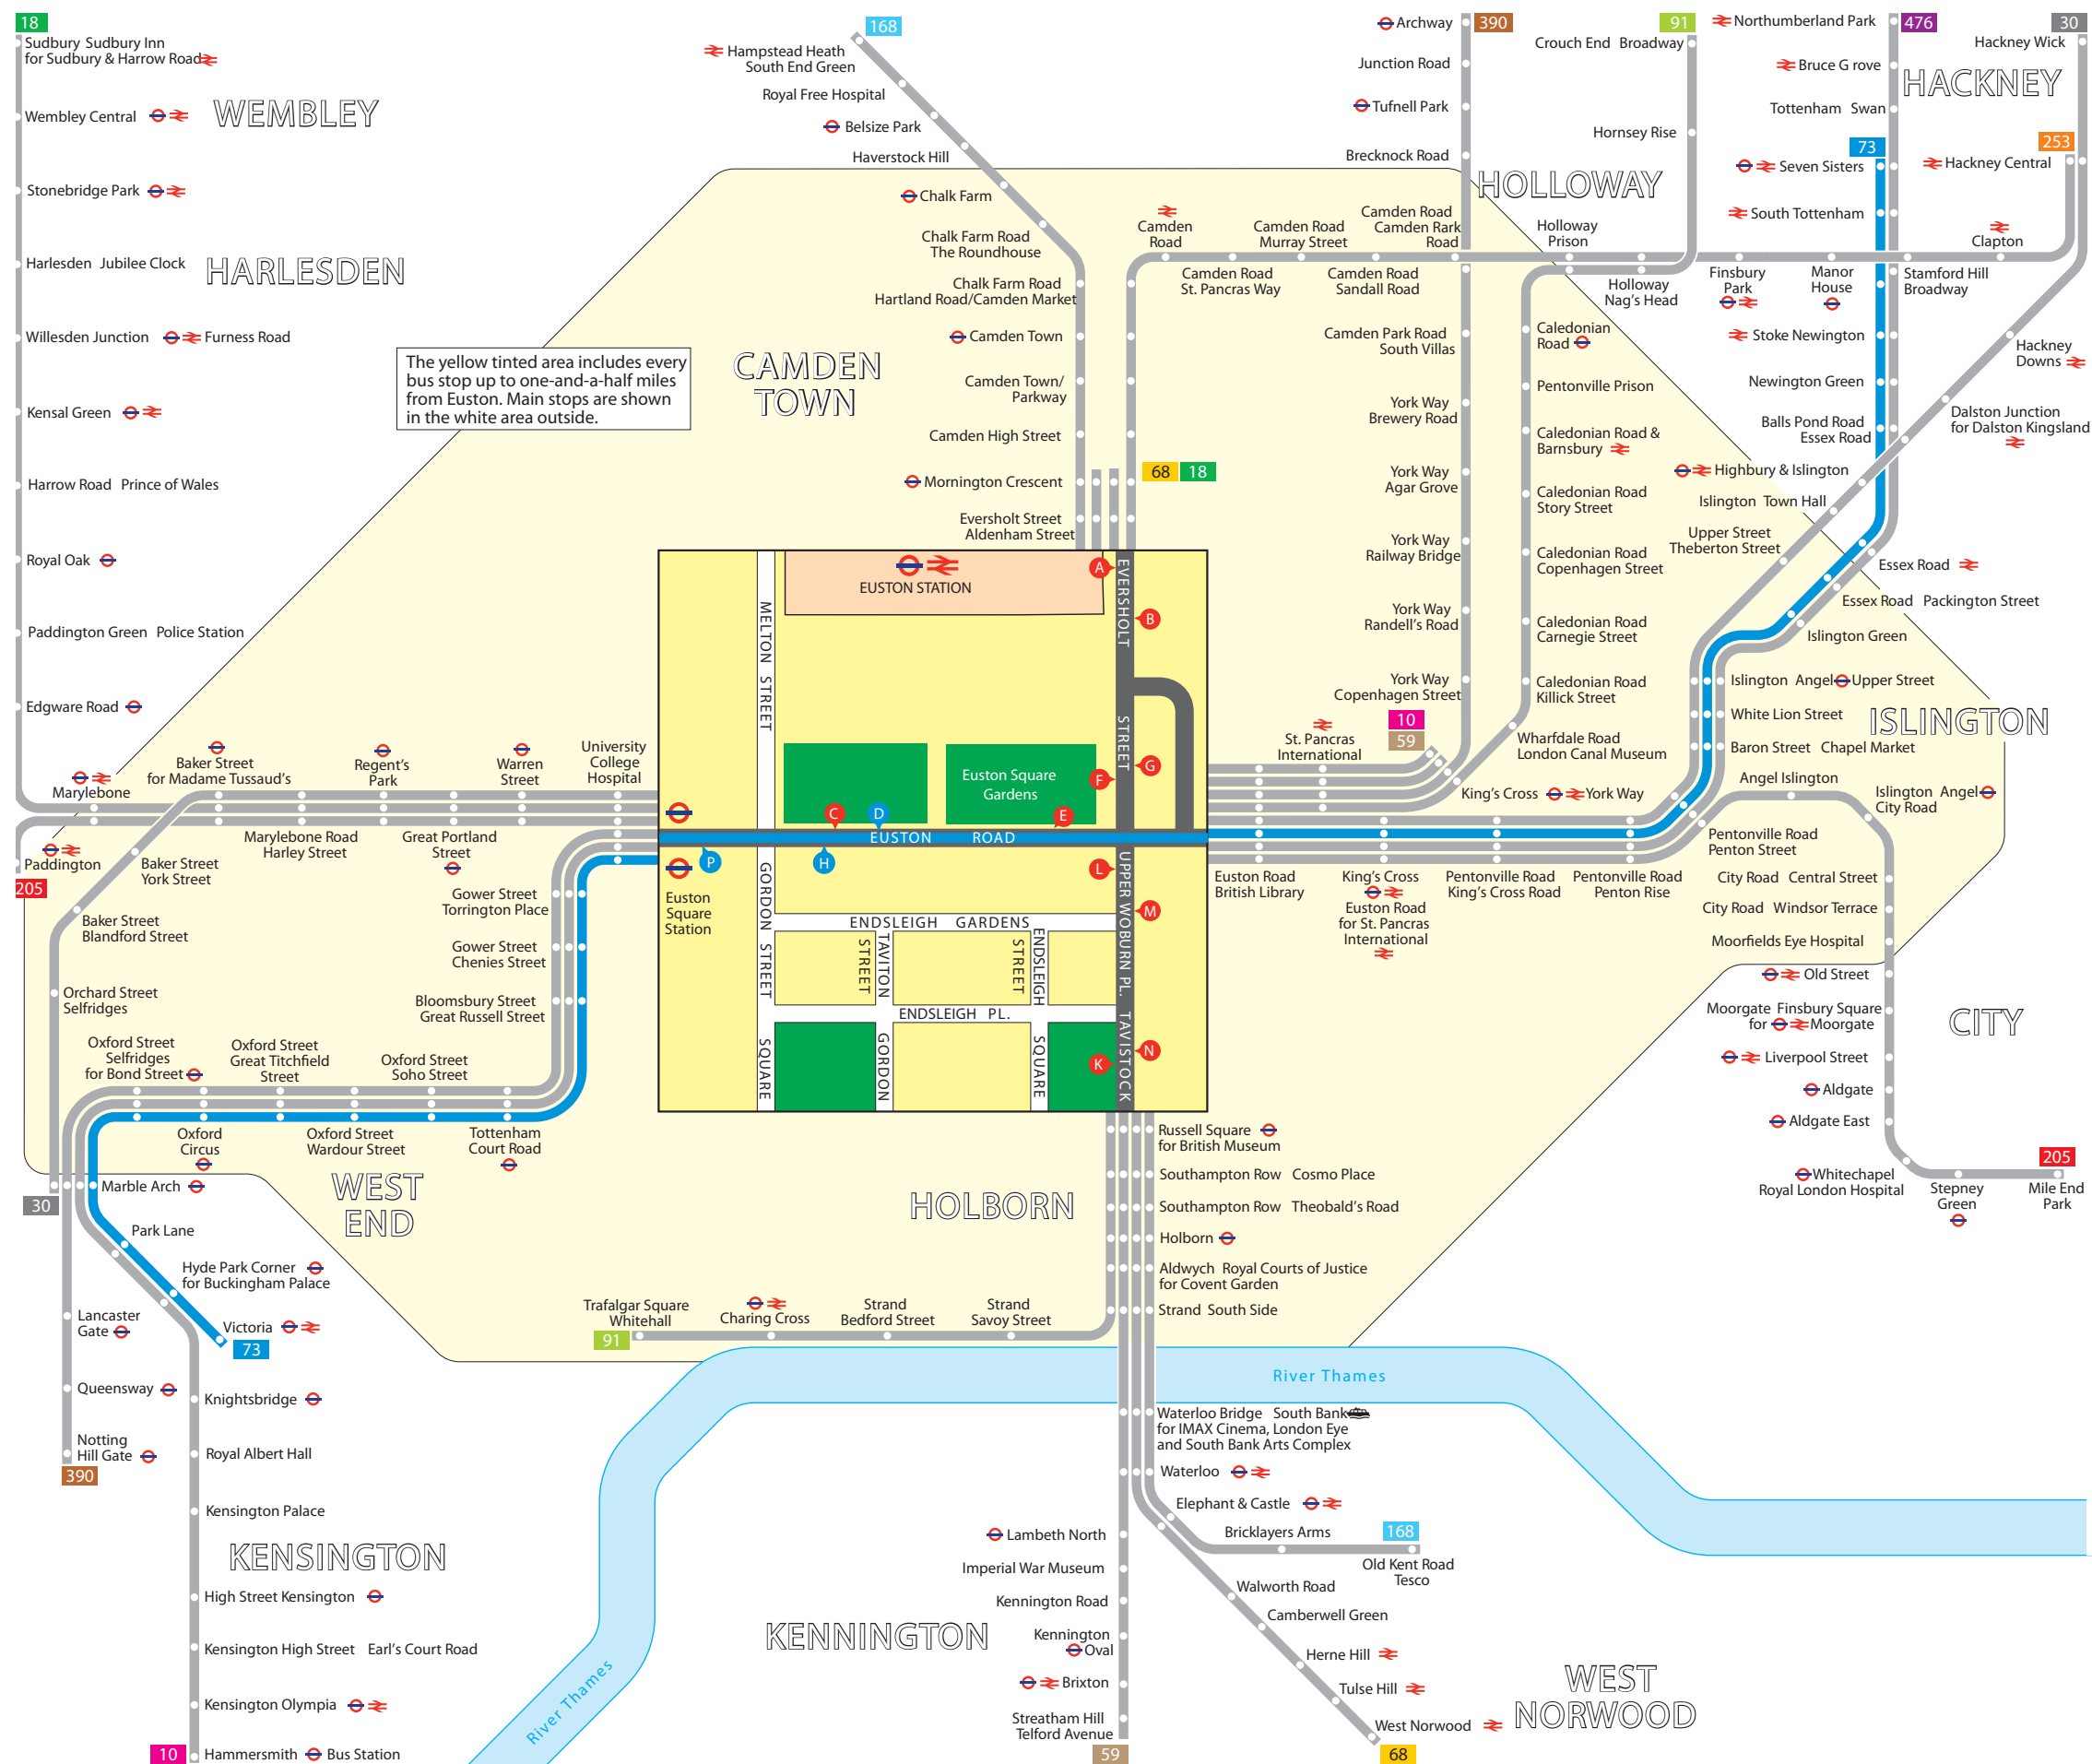 18
Sudbury Sudbury Inn
for Sudbury & Harrow Road
Wembley Central
WEMBLEY
Stonebridge Park
Harlesden Jubilee Clock
HARLESDEN
Willesden Junction Furness Road
Kensal Green
Harrow Road Prince of Wales
Royal Oak
Paddington Green Police Station
Edgware Road
Marylebone
Paddington
205
The yellow tinted area includes every
bus stop up to one-and-a-half miles
from Euston. Main stops are shown
in the white area outside.
168
Hampstead Heath
South End Green
Royal Free Hospital
Belsize Park
Haverstock Hill
Chalk Farm
Chalk Farm Road
The Roundhouse
Chalk Farm Road
Hartland Road/Camden Market
Camden Town
Camden Town/
Parkway
Camden High Street
Mornington Crescent
Eversholt Street
Aldenham Street
CAMDEN
TOWN
68
18
Archway
390
Junction Road
Tufnell Park
Brecknock Road
HOLLOWAY
Camden
Road
Camden Road
St. Pancras Way
Camden Road
Murray Street
Camden Road
Sandall Road
Camden Road
Camden Rark
Road
Holloway
Prison
Holloway
Nag's Head
Finsbury
Park
Manor
House
Stamford Hill
Broadway
Clapton
91
Crouch End Broadway
Hornsey Rise
Northumberland Park
476
Bruce G rove
Tottenham Swan
73
Seven Sisters
South Tottenham
Stoke Newington
Newington Green
Balls Pond Road
Essex Road
30
Hackney Wick
HACKNEY
253
Hackney Central
Hackney
Downs
Dalston Junction
for Dalston Kingsland
Highbury & Islington
Islington Town Hall
Upper Street
Theberton Street
Essex Road
Essex Road Packington Street
Islington Green
Islington Angel Upper Street
White Lion Street
Baron Street Chapel Market
ISLINGTON
Camden Park Road
South Villas
York Way
Brewery Road
York Way
Agar Grove
York Way
Railway Bridge
York Way
Randell's Road
York Way
Copenhagen Street
10
59
Caledonian
Road
Pentonville Prison
Caledonian Road &
Barnsbury
Caledonian Road
Story Street
Caledonian Road
Copenhagen Street
Caledonian Road
Carnegie Street
Caledonian Road
Killick Street
Wharfdale Road
London Canal Museum
King's Cross York Way
St. Pancras
International
Angel Islington
Islington Angel
City Road
Pentonville Road
Penton Street
Euston Road
British Library
King's Cross
Euston Road
for St. Pancras
International
Pentonville Road
King's Cross Road
Pentonville Road
Penton Rise
City Road Central Street
City Road Windsor Terrace
Moorfields Eye Hospital
Old Street
Moorgate Finsbury Square
for Moorgate
Liverpool Street
Aldgate
Aldgate East
Whitechapel
Royal London Hospital
Stepney
Green
205
Mile End
Park
CITY
EUSTON STATION
MELTON STREET
EVERSHOLT STREET
A
B
Euston Square
Gardens
C
D
E
F
G
EUSTON ROAD
P
H
L
M
Euston
Square
Station
GORDON STREET
ENDSLEIGH GARDENS
TAVITON
STREET
ENDSLEIGH
STREET
UPPER WOBURN PL.
ENDSLEIGH PL.
GORDON
SQUARE
TAVISTOCK
SQUARE
K
N
Baker Street
for Madame Tussaud's
Regent's
Park
Warren
Street
University
College
Hospital
Marylebone Road
Harley Street
Great Portland
Street
Baker Street
York Street
Baker Street
Blandford Street
Orchard Street
Selfridges
Gower Street
Torrington Place
Gower Street
Chenies Street
Bloomsbury Street
Great Russell Street
Oxford Street
Selfridges
for Bond Street
Oxford Street
Great Titchfield
Street
Oxford Street
Soho Street
Oxford
Circus
Oxford Street
Wardour Street
Tottenham
Court Road
WEST
END
30
Marble Arch
Park Lane
Hyde Park Corner
for Buckingham Palace
Victoria
73
Lancaster
Gate
Queensway
Notting
Hill Gate
390
Knightsbridge
Royal Albert Hall
Kensington Palace
KENSINGTON
High Street Kensington
Kensington High Street Earl's Court Road
Kensington Olympia
10
Hammersmith Bus Station
HOLBORN
Russell Square
for British Museum
Southampton Row Cosmo Place
Southampton Row Theobald's Road
Holborn
Aldwych Royal Courts of Justice
for Covent Garden
Strand South Side
Trafalgar Square
Whitehall
91
Charing Cross
Strand
Bedford Street
Strand
Savoy Street
River Thames
River Thames
Waterloo Bridge South Bank
for IMAX Cinema, London Eye
and South Bank Arts Complex
Waterloo
Elephant & Castle
Bricklayers Arms
168
Old Kent Road
Tesco
Lambeth North
Imperial War Museum
Kennington Road
Kennington
Oval
Brixton
Streatham Hill
Telford Avenue
59
KENNINGTON
Walworth Road
Camberwell Green
Herne Hill
Tulse Hill
West Norwood
68
WEST
NORWOOD